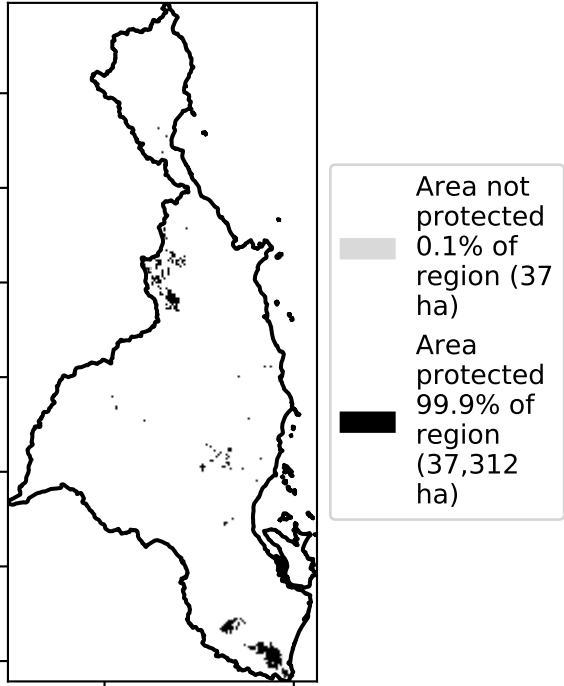 Area not
protected
0.1% of
region (37
ha)
Area
protected
99.9% of
region
(37,312
ha)